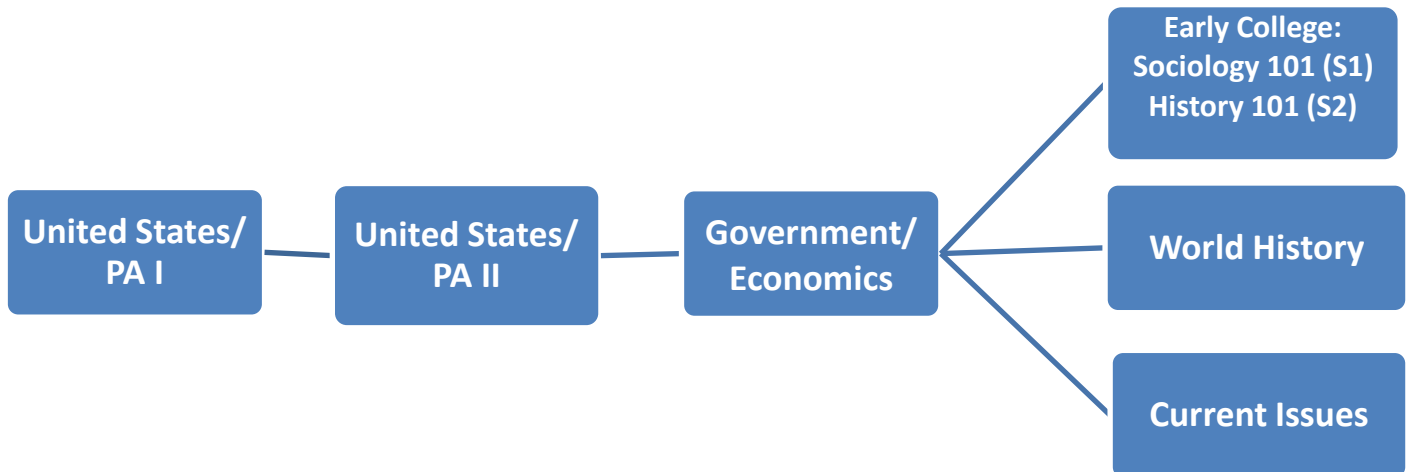 United States/
PA I
United States/
PA II
Government/
Economics
Early College:
Sociology 101 (S1)
History 101 (S2)
World History
Current Issues